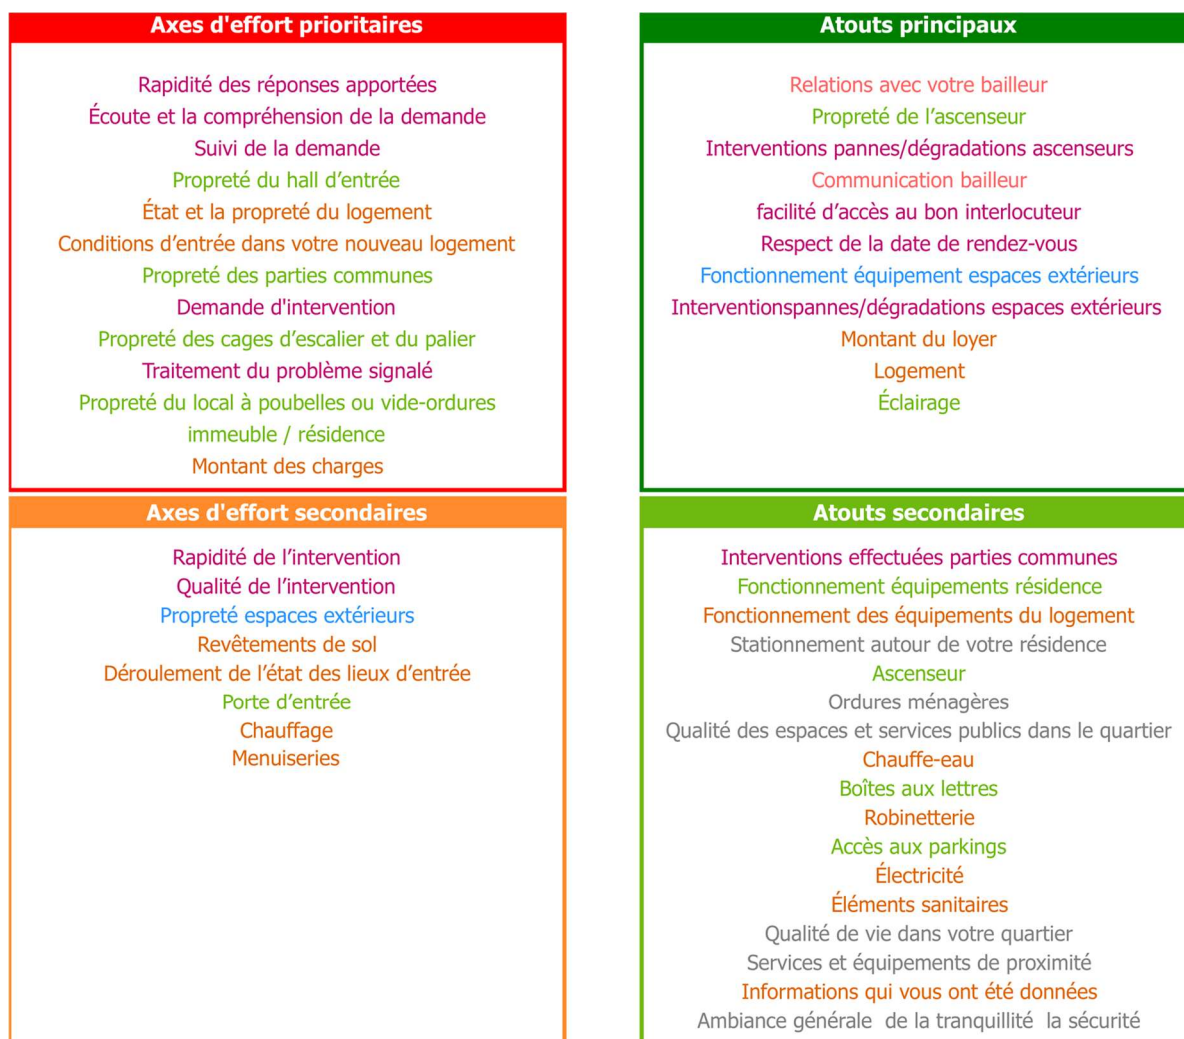 Axes d'effort prioritaires
Rapidité des réponses apportées
Écoute et la compréhension de la demande
Suivi de la demande
Propreté du hall d’entrée
État et la propreté du logement
Conditions d’entrée dans votre nouveau logement
Propreté des parties communes
Demande d'intervention
Propreté des cages d’escalier et du palier
Traitement du problème signalé
Propreté du local à poubelles ou vide-ordures
immeuble / résidence
Montant des charges
Atouts principaux
Relations avec votre bailleur
Propreté de l’ascenseur
Interventions pannes/dégradations ascenseurs
Communication bailleur
facilité d’accès au bon interlocuteur
Respect de la date de rendez-vous
Fonctionnement équipement espaces extérieurs
Interventionspannes/dégradations espaces extérieurs
Montant du loyer
Logement
Éclairage
Axes d'effort secondaires
Rapidité de l’intervention
Qualité de l’intervention
Propreté espaces extérieurs
Revêtements de sol
Déroulement de l’état des lieux d’entrée
Porte d’entrée
Chauffage
Menuiseries
Atouts secondaires
Interventions effectuées parties communes
Fonctionnement équipements résidence
Fonctionnement des équipements du logement
Stationnement autour de votre résidence
Ascenseur
Ordures ménagères
Qualité des espaces et services publics dans le quartier
Chauffe-eau
Boîtes aux lettres
Robinetterie
Accès aux parkings
Électricité
Éléments sanitaires
Qualité de vie dans votre quartier
Services et équipements de proximité
Informations qui vous ont été données
Ambiance générale  de la tranquillité  la sécurité